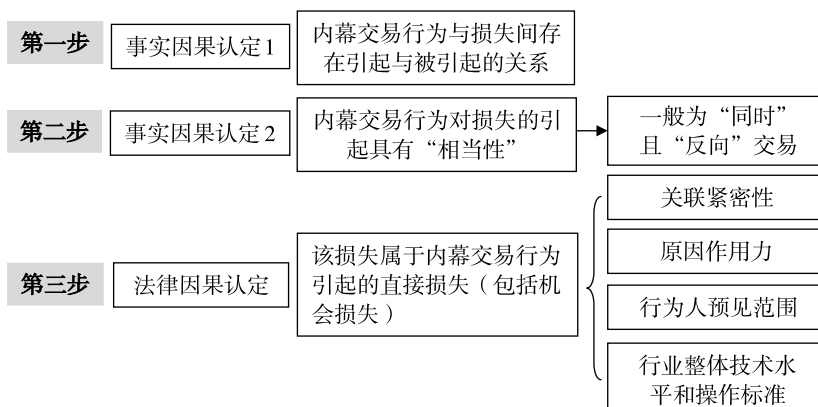 第一步
事实因果认定1
内幕交易行为与损失间存
在引起与被引起的关系
第二步
事实因果认定2
内幕交易行为对损失的引
起具有“相当性”
一般为“同时”
且“反向”交易
第三步
法律因果认定
该损失属于内幕交易行为
引起的直接损失（包括机
会损失）
关联紧密性
原因作用力
行为人预见范围
行业整体技术水
平和操作标准